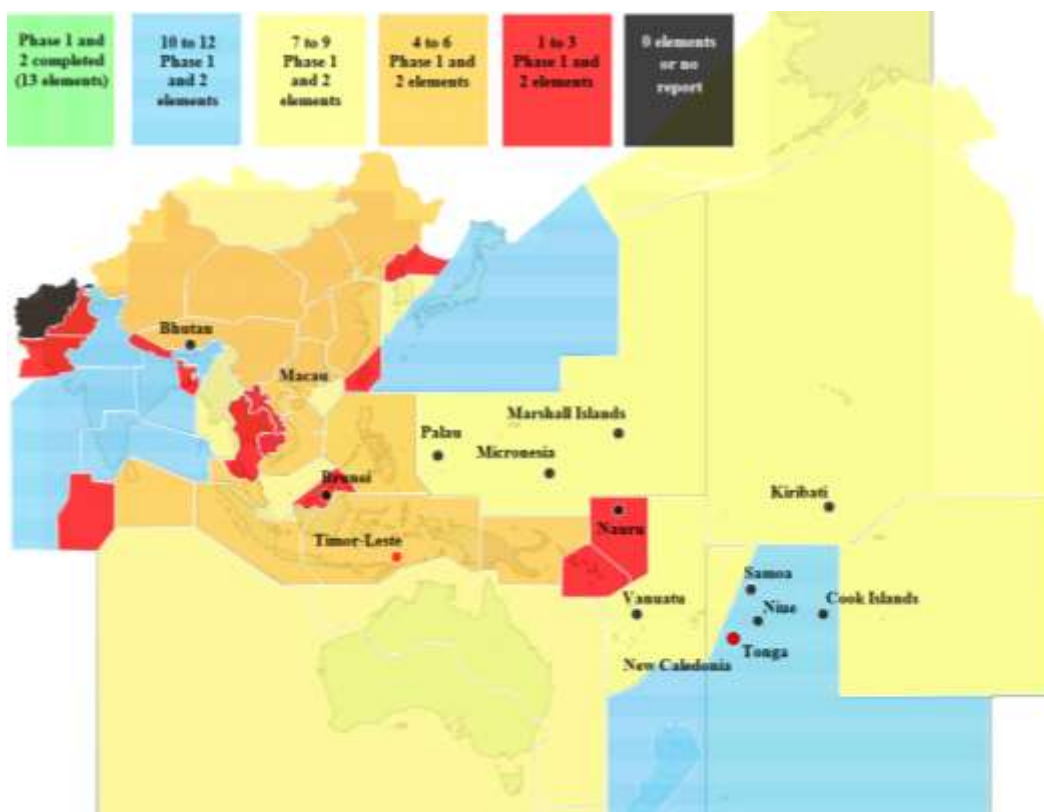 Phase 1 and
2 completed
(13 elements)
10 to 12
Phase 1
and 2
elements
7 to 9
Phase 1
and 2
elements
4 to 6
Phase 1 and
2 elements
1 to 3
Phase 1 and
2 elements
0 elements
or no
report
Bhutan
Macau
Marshall Islands
Palau
Micronesia
Brunei
Kiribati
Nauru
Timor-Leste
Samoa
Vanuatu
Niue
Cook Islands
New Caledonia
Tonga